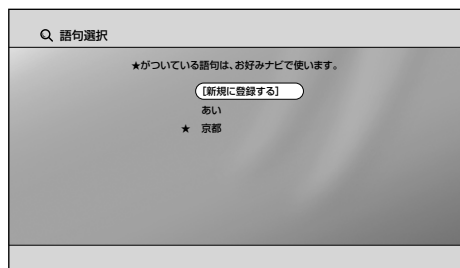 語句選択
★がついている語句は、お好みナビで使います。
[新規に登録する]
あい
★ 京都